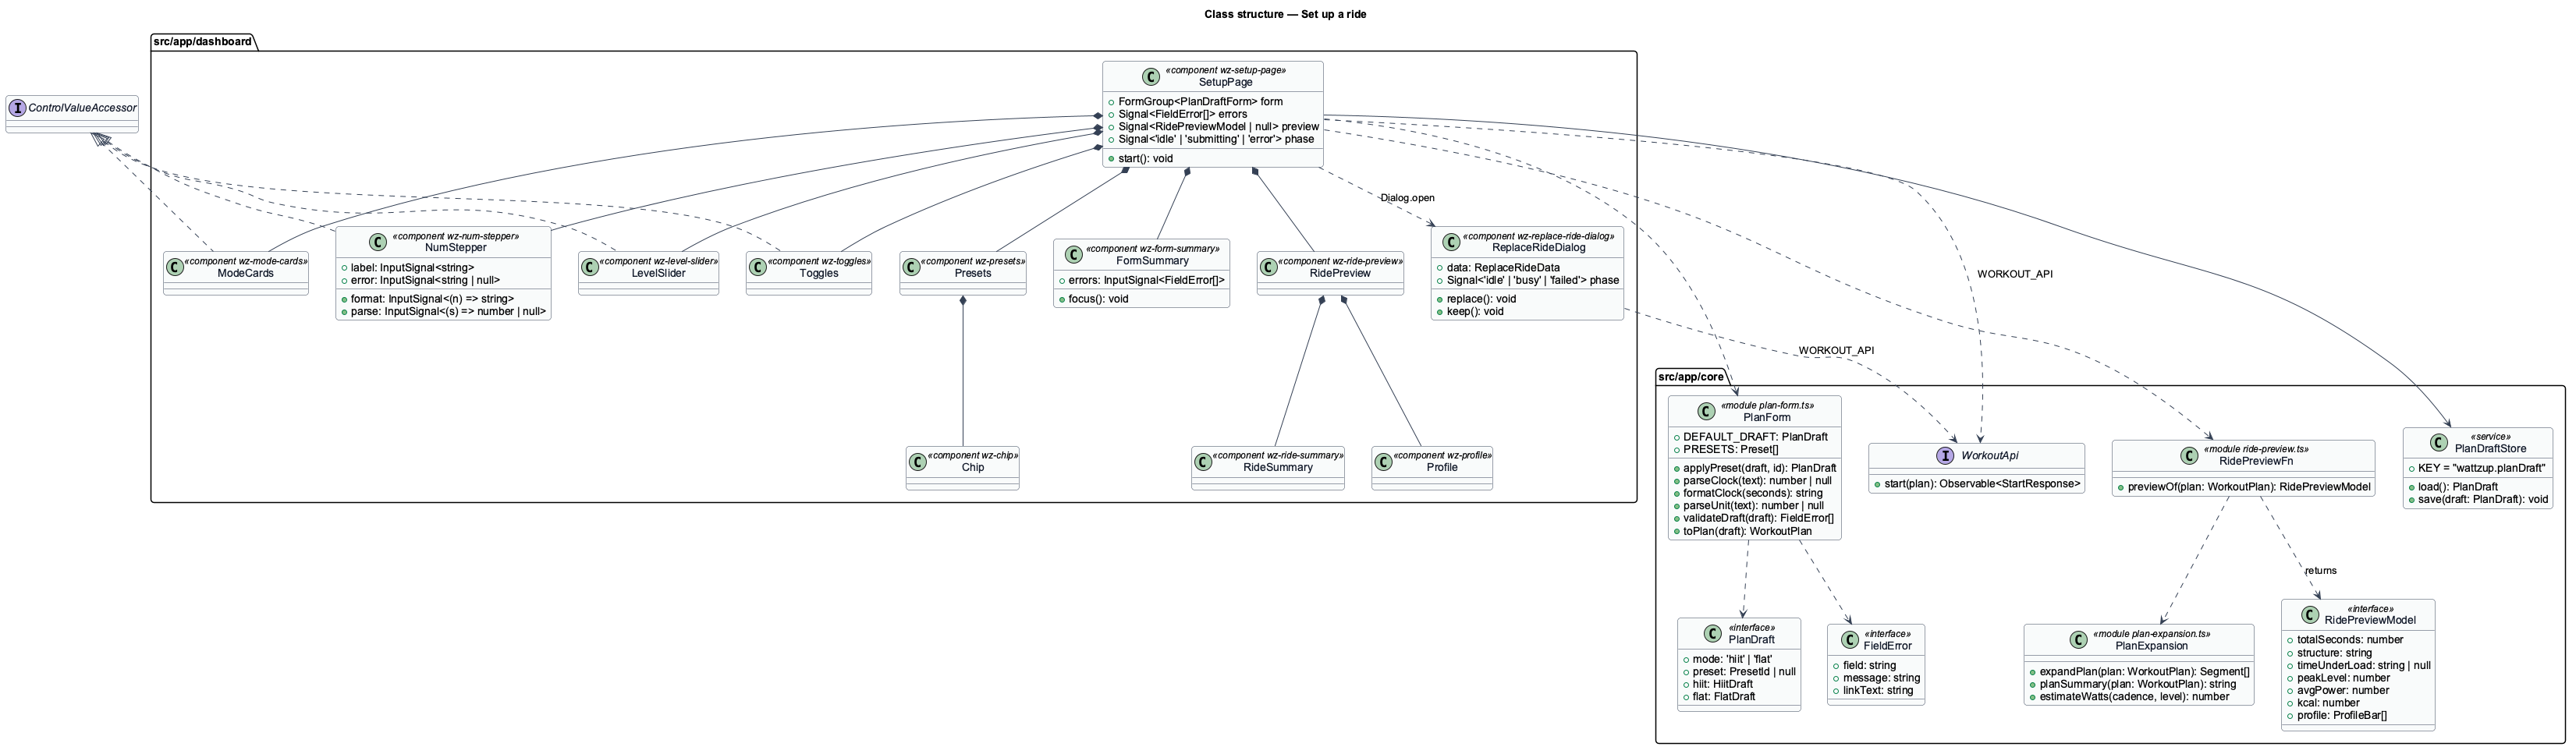 Class structure — Set up a ride
src/app/dashboard
«component wz-setup-page»
SetupPage
FormGroup<PlanDraftForm> form
Signal<FieldError[]> errors
Signal<RidePreviewModel | null> preview
Signal<'idle' | 'submitting' | 'error'> phase
start(): void
ControlValueAccessor
Dialog.open
«component wz-mode-cards»
ModeCards
«component wz-num-stepper»
NumStepper
label: InputSignal<string>
error: InputSignal<string | null>
format: InputSignal<(n) => string>
parse: InputSignal<(s) => number | null>
«component wz-level-slider»
LevelSlider
«component wz-toggles»
Toggles
«component wz-presets»
Presets
«component wz-form-summary»
FormSummary
errors: InputSignal<FieldError[]>
focus(): void
«component wz-ride-preview»
RidePreview
«component wz-replace-ride-dialog»
ReplaceRideDialog
data: ReplaceRideData
Signal<'idle' | 'busy' | 'failed'> phase
replace(): void
keep(): void
WORKOUT_API
WORKOUT_API
«component wz-chip»
Chip
«component wz-ride-summary»
RideSummary
«component wz-profile»
Profile
src/app/core
«module plan-form.ts»
PlanForm
DEFAULT_DRAFT: PlanDraft
PRESETS: Preset[]
applyPreset(draft, id): PlanDraft
parseClock(text): number | null
formatClock(seconds): string
parseUnit(text): number | null
validateDraft(draft): FieldError[]
toPlan(draft): WorkoutPlan
WorkoutApi
start(plan): Observable<StartResponse>
«module ride-preview.ts»
RidePreviewFn
previewOf(plan: WorkoutPlan): RidePreviewModel
«service»
PlanDraftStore
KEY = "wattzup.planDraft"
load(): PlanDraft
save(draft: PlanDraft): void
returns
«interface»
PlanDraft
mode: 'hiit' | 'flat'
preset: PresetId | null
hiit: HiitDraft
flat: FlatDraft
«interface»
FieldError
field: string
message: string
linkText: string
«module plan-expansion.ts»
PlanExpansion
expandPlan(plan: WorkoutPlan): Segment[]
planSummary(plan: WorkoutPlan): string
estimateWatts(cadence, level): number
«interface»
RidePreviewModel
totalSeconds: number
structure: string
timeUnderLoad: string | null
peakLevel: number
avgPower: number
kcal: number
profile: ProfileBar[]